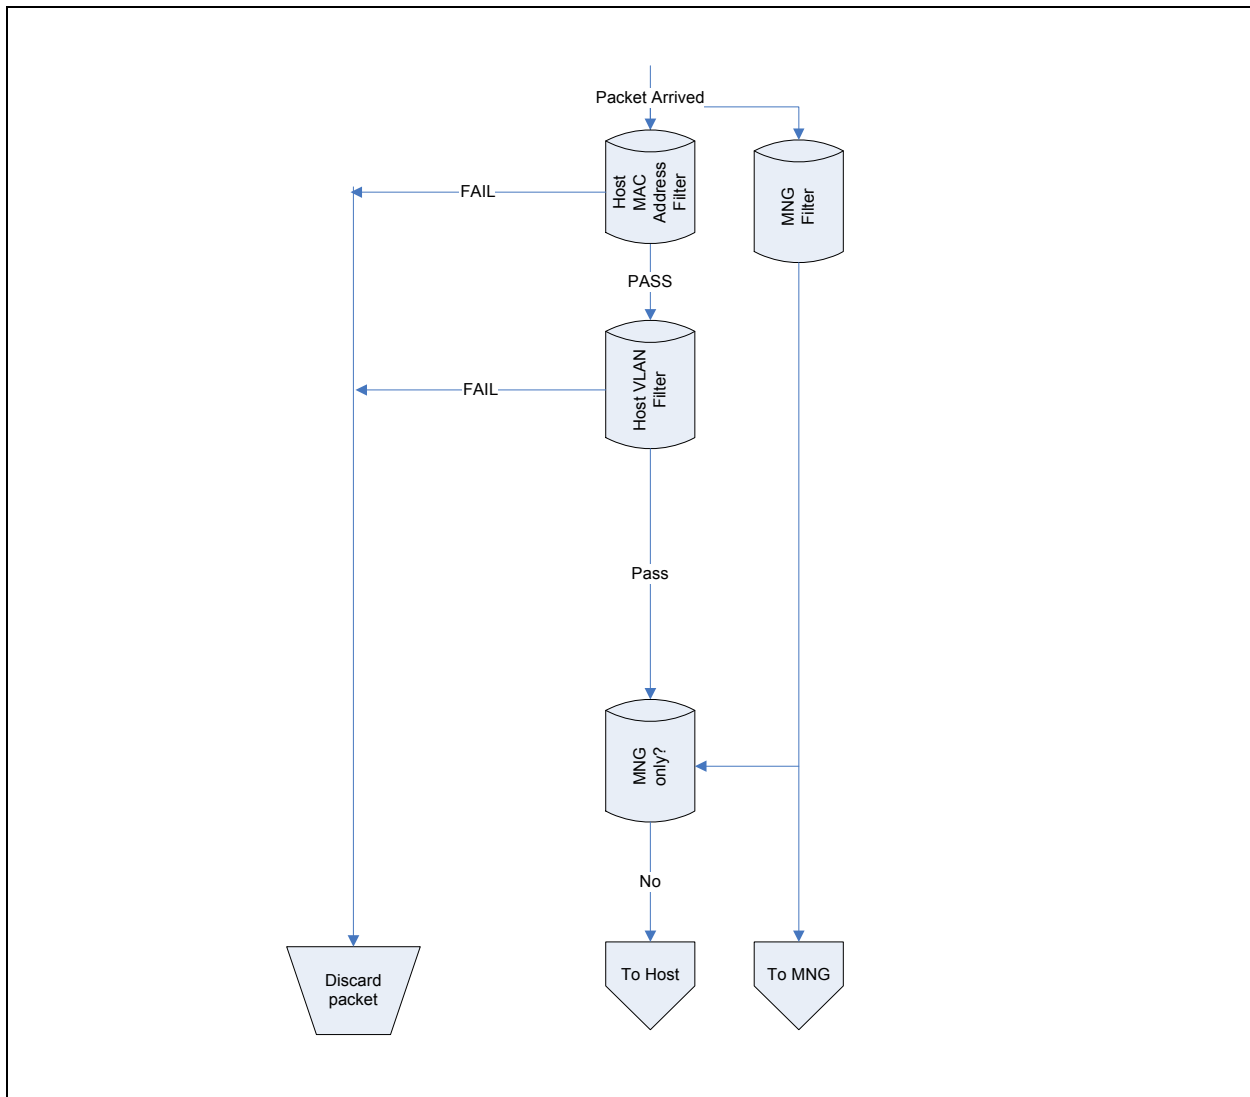 Packet Arrived
Host
MAC
Address
Filter
MNG
Filter
FAIL
PASS
Host VLAN
Filter
FAIL
Pass
MNG
only?
No
Discard
packet
To Host
To MNG